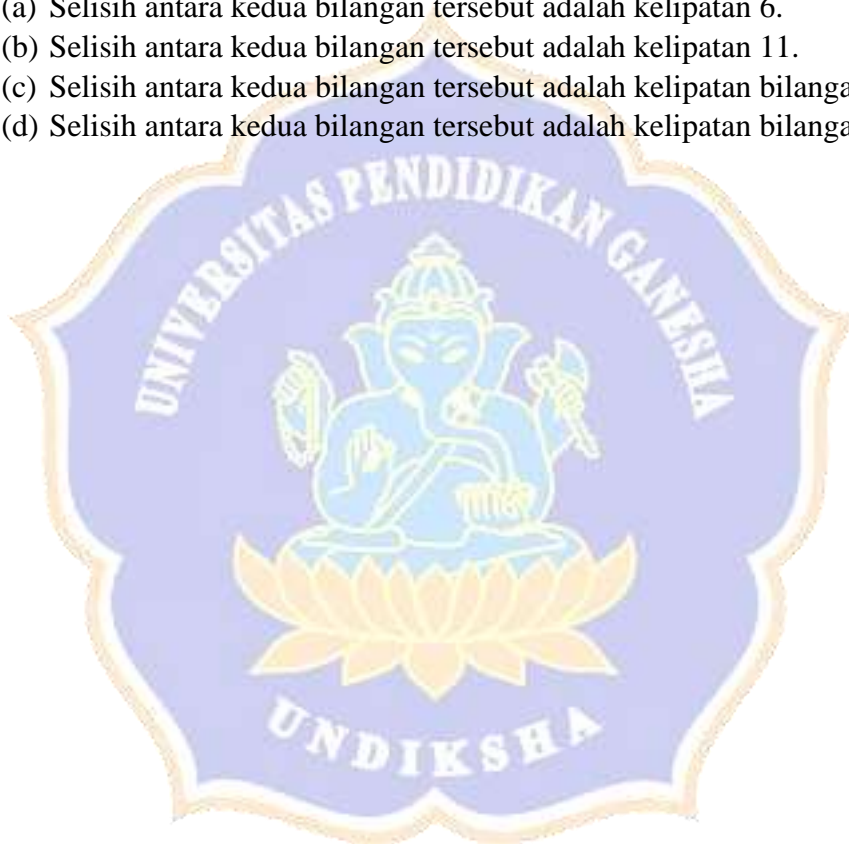 (a) Selisih antara kedua bilangan tersebut adalah kelipatan 6.
(b) Selisih antara kedua bilangan tersebut adalah kelipatan 11.
(c) Selisih antara kedua bilangan tersebut adalah kelipatan bilanga
(d) Selisih antara kedua bilangan tersebut adalah kelipatan bilanga
UNIVERSITAS PENDIDIKAN GANESHA
UNDIKSHA